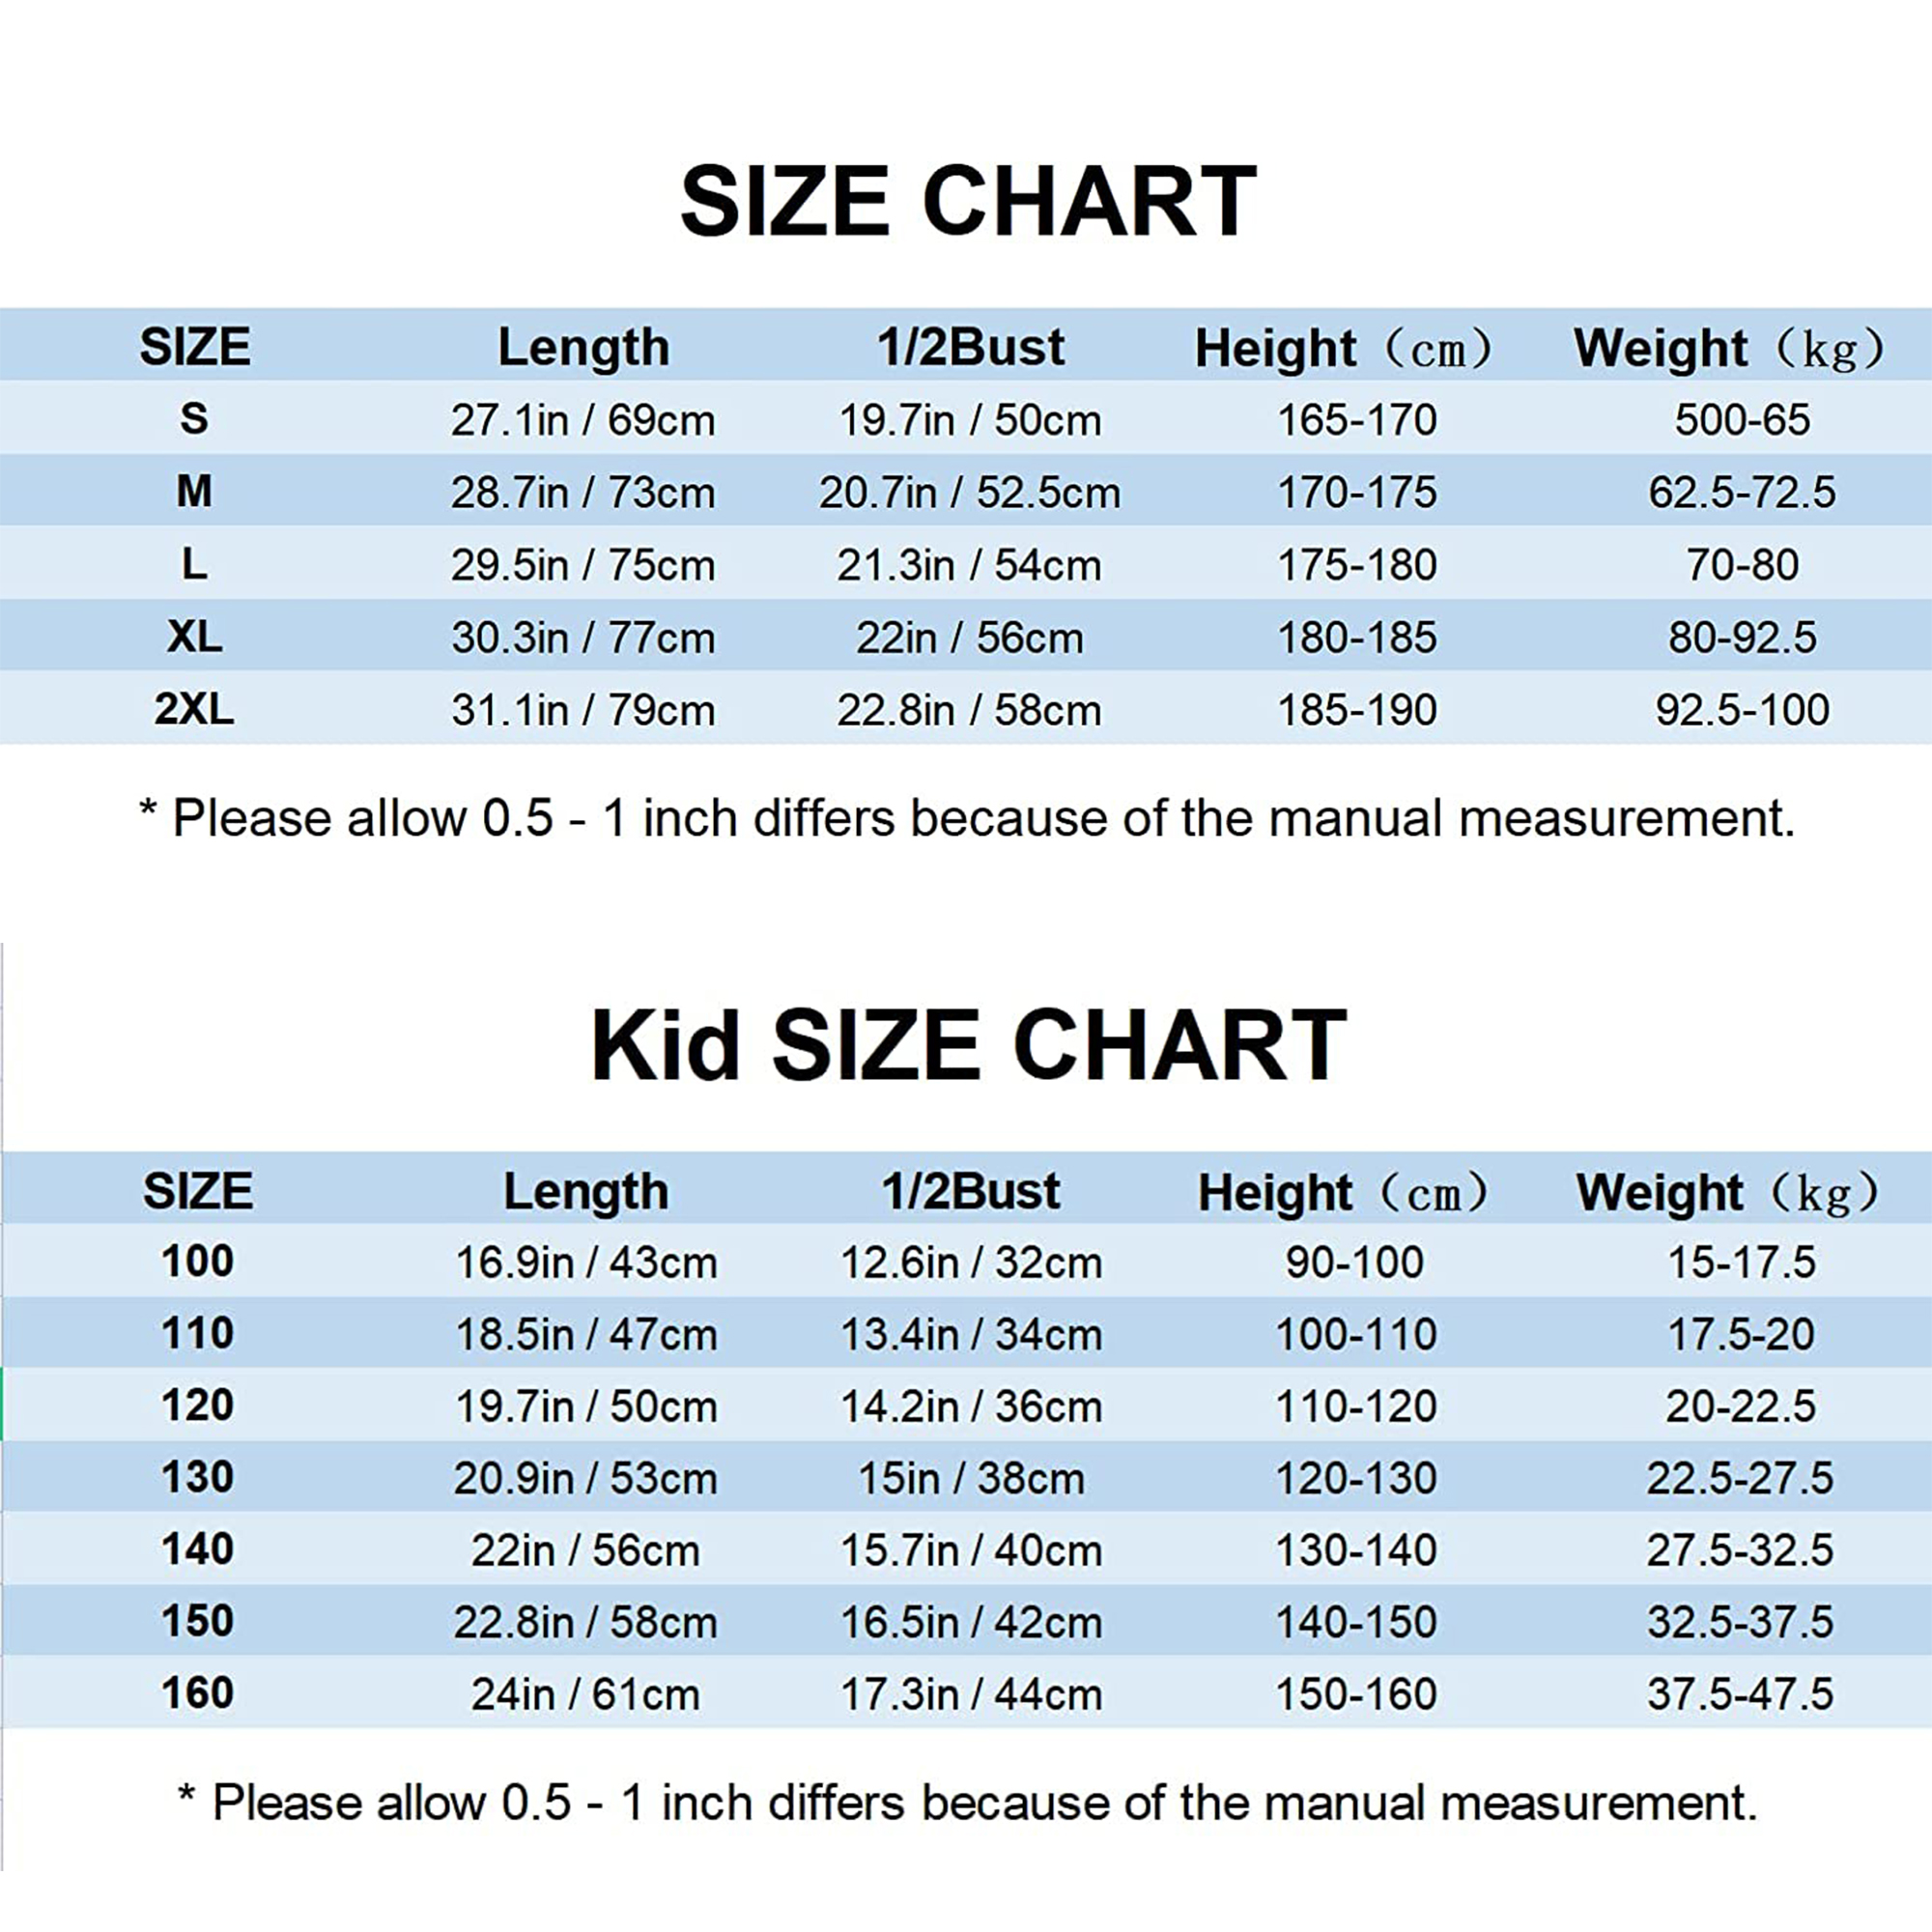 SIZE CHART
SIZE Length 1/2Bust Height（cm） Weight（kg）
S 27.1in / 69cm 19.7in / 50cm 165-170 500-65
M 28.7in / 73cm 20.7in / 52.5cm 170-175 62.5-72.5
L 29.5in / 75cm 21.3in / 54cm 175-180 70-80
XL 30.3in / 77cm 22in / 56cm 180-185 80-92.5
2XL 31.1in / 79cm 22.8in / 58cm 185-190 92.5-100
* Please allow 0.5 - 1 inch differs because of the manual measurement.
Kid SIZE CHART
SIZE Length 1/2Bust Height（cm） Weight（kg）
100 16.9in / 43cm 12.6in / 32cm 90-100 15-17.5
110 18.5in / 47cm 13.4in / 34cm 100-110 17.5-20
120 19.7in / 50cm 14.2in / 36cm 110-120 20-22.5
130 20.9in / 53cm 15in / 38cm 120-130 22.5-27.5
140 22in / 56cm 15.7in / 40cm 130-140 27.5-32.5
150 22.8in / 58cm 16.5in / 42cm 140-150 32.5-37.5
160 24in / 61cm 17.3in / 44cm 150-160 37.5-47.5
* Please allow 0.5 - 1 inch differs because of the manual measurement.